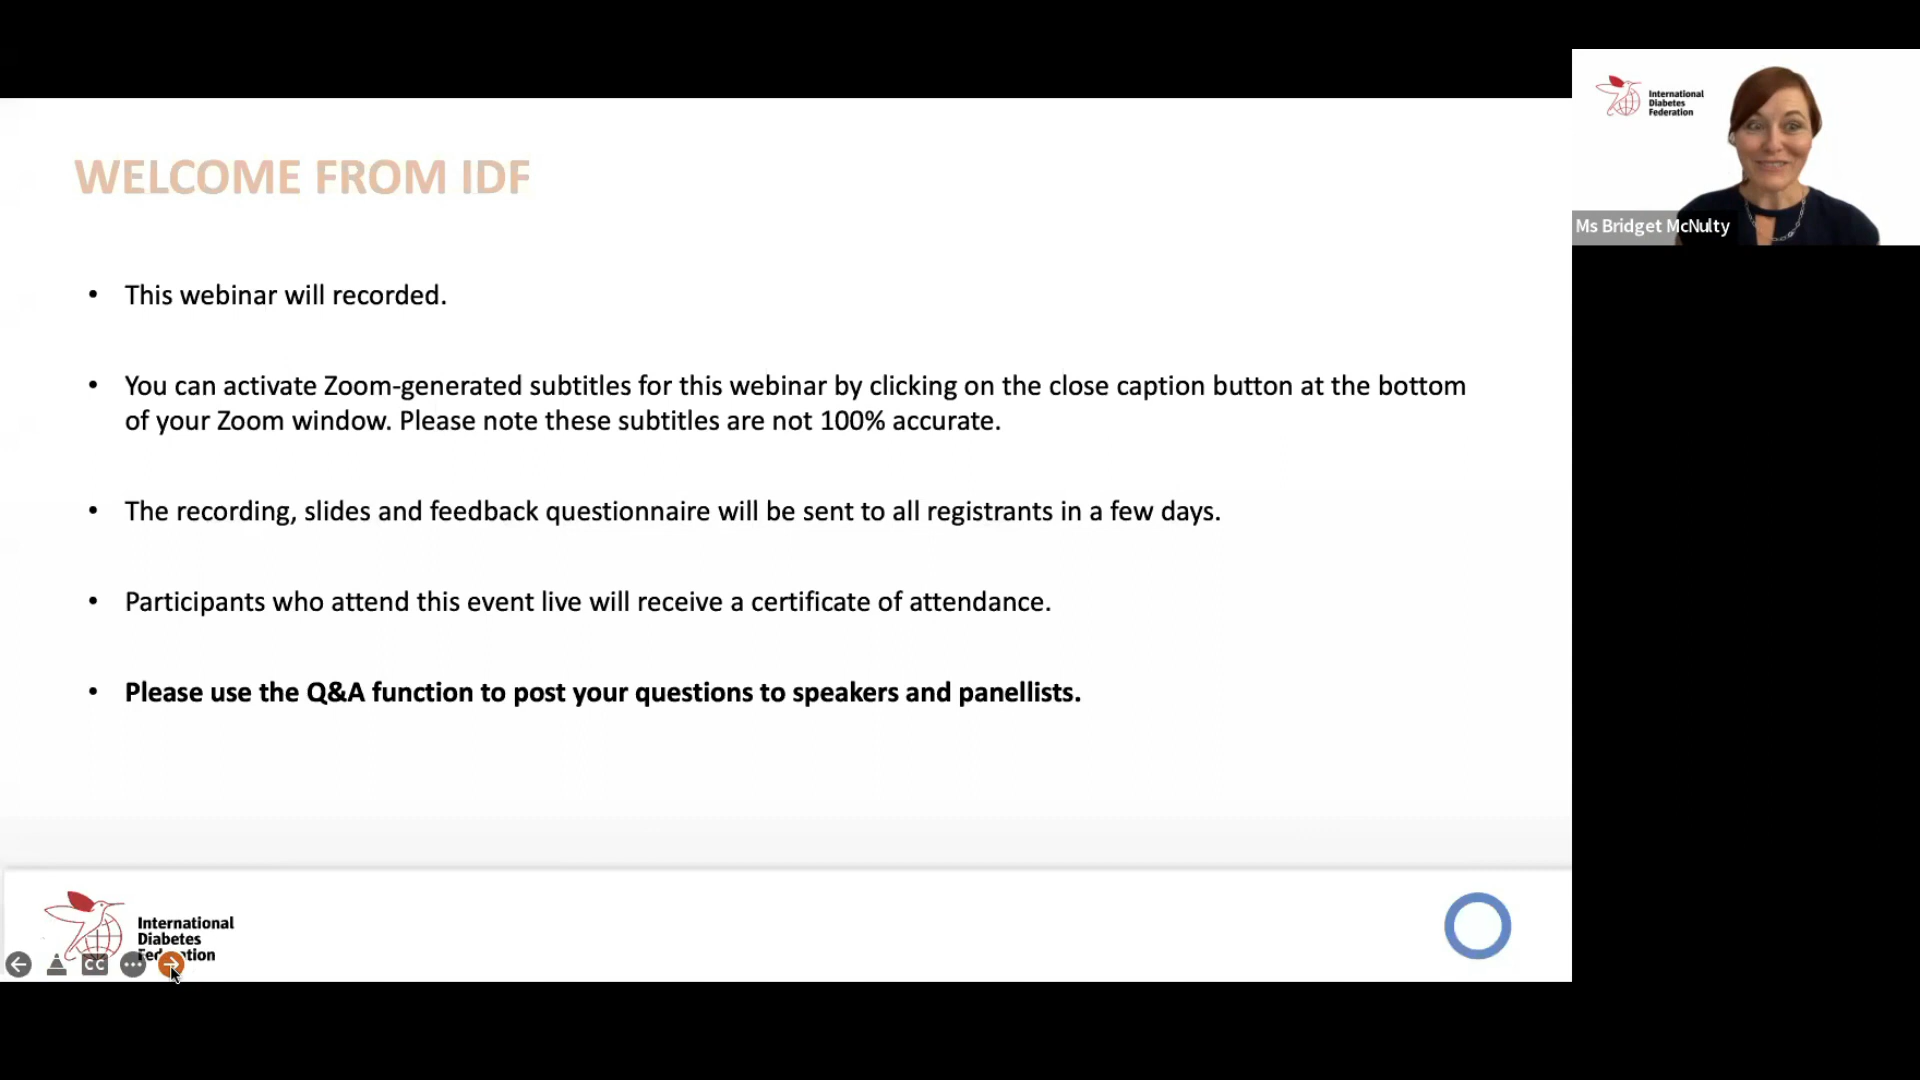 WELCOME FROM IDF
• This webinar will recorded.
• You can activate Zoom-generated subtitles for this webinar by clicking on the close caption button at the bottom
of your Zoom window. Please note these subtitles are not 100% accurate.
• The recording, slides and feedback questionnaire will be sent to all registrants in a few days.
• Participants who attend this event live will receive a certificate of attendance.
• Please use the Q&A function to post your questions to speakers and panellists.
International
Diabetes
Federation
CC
International
Diabetes
Federation
Ms Bridget McNulty